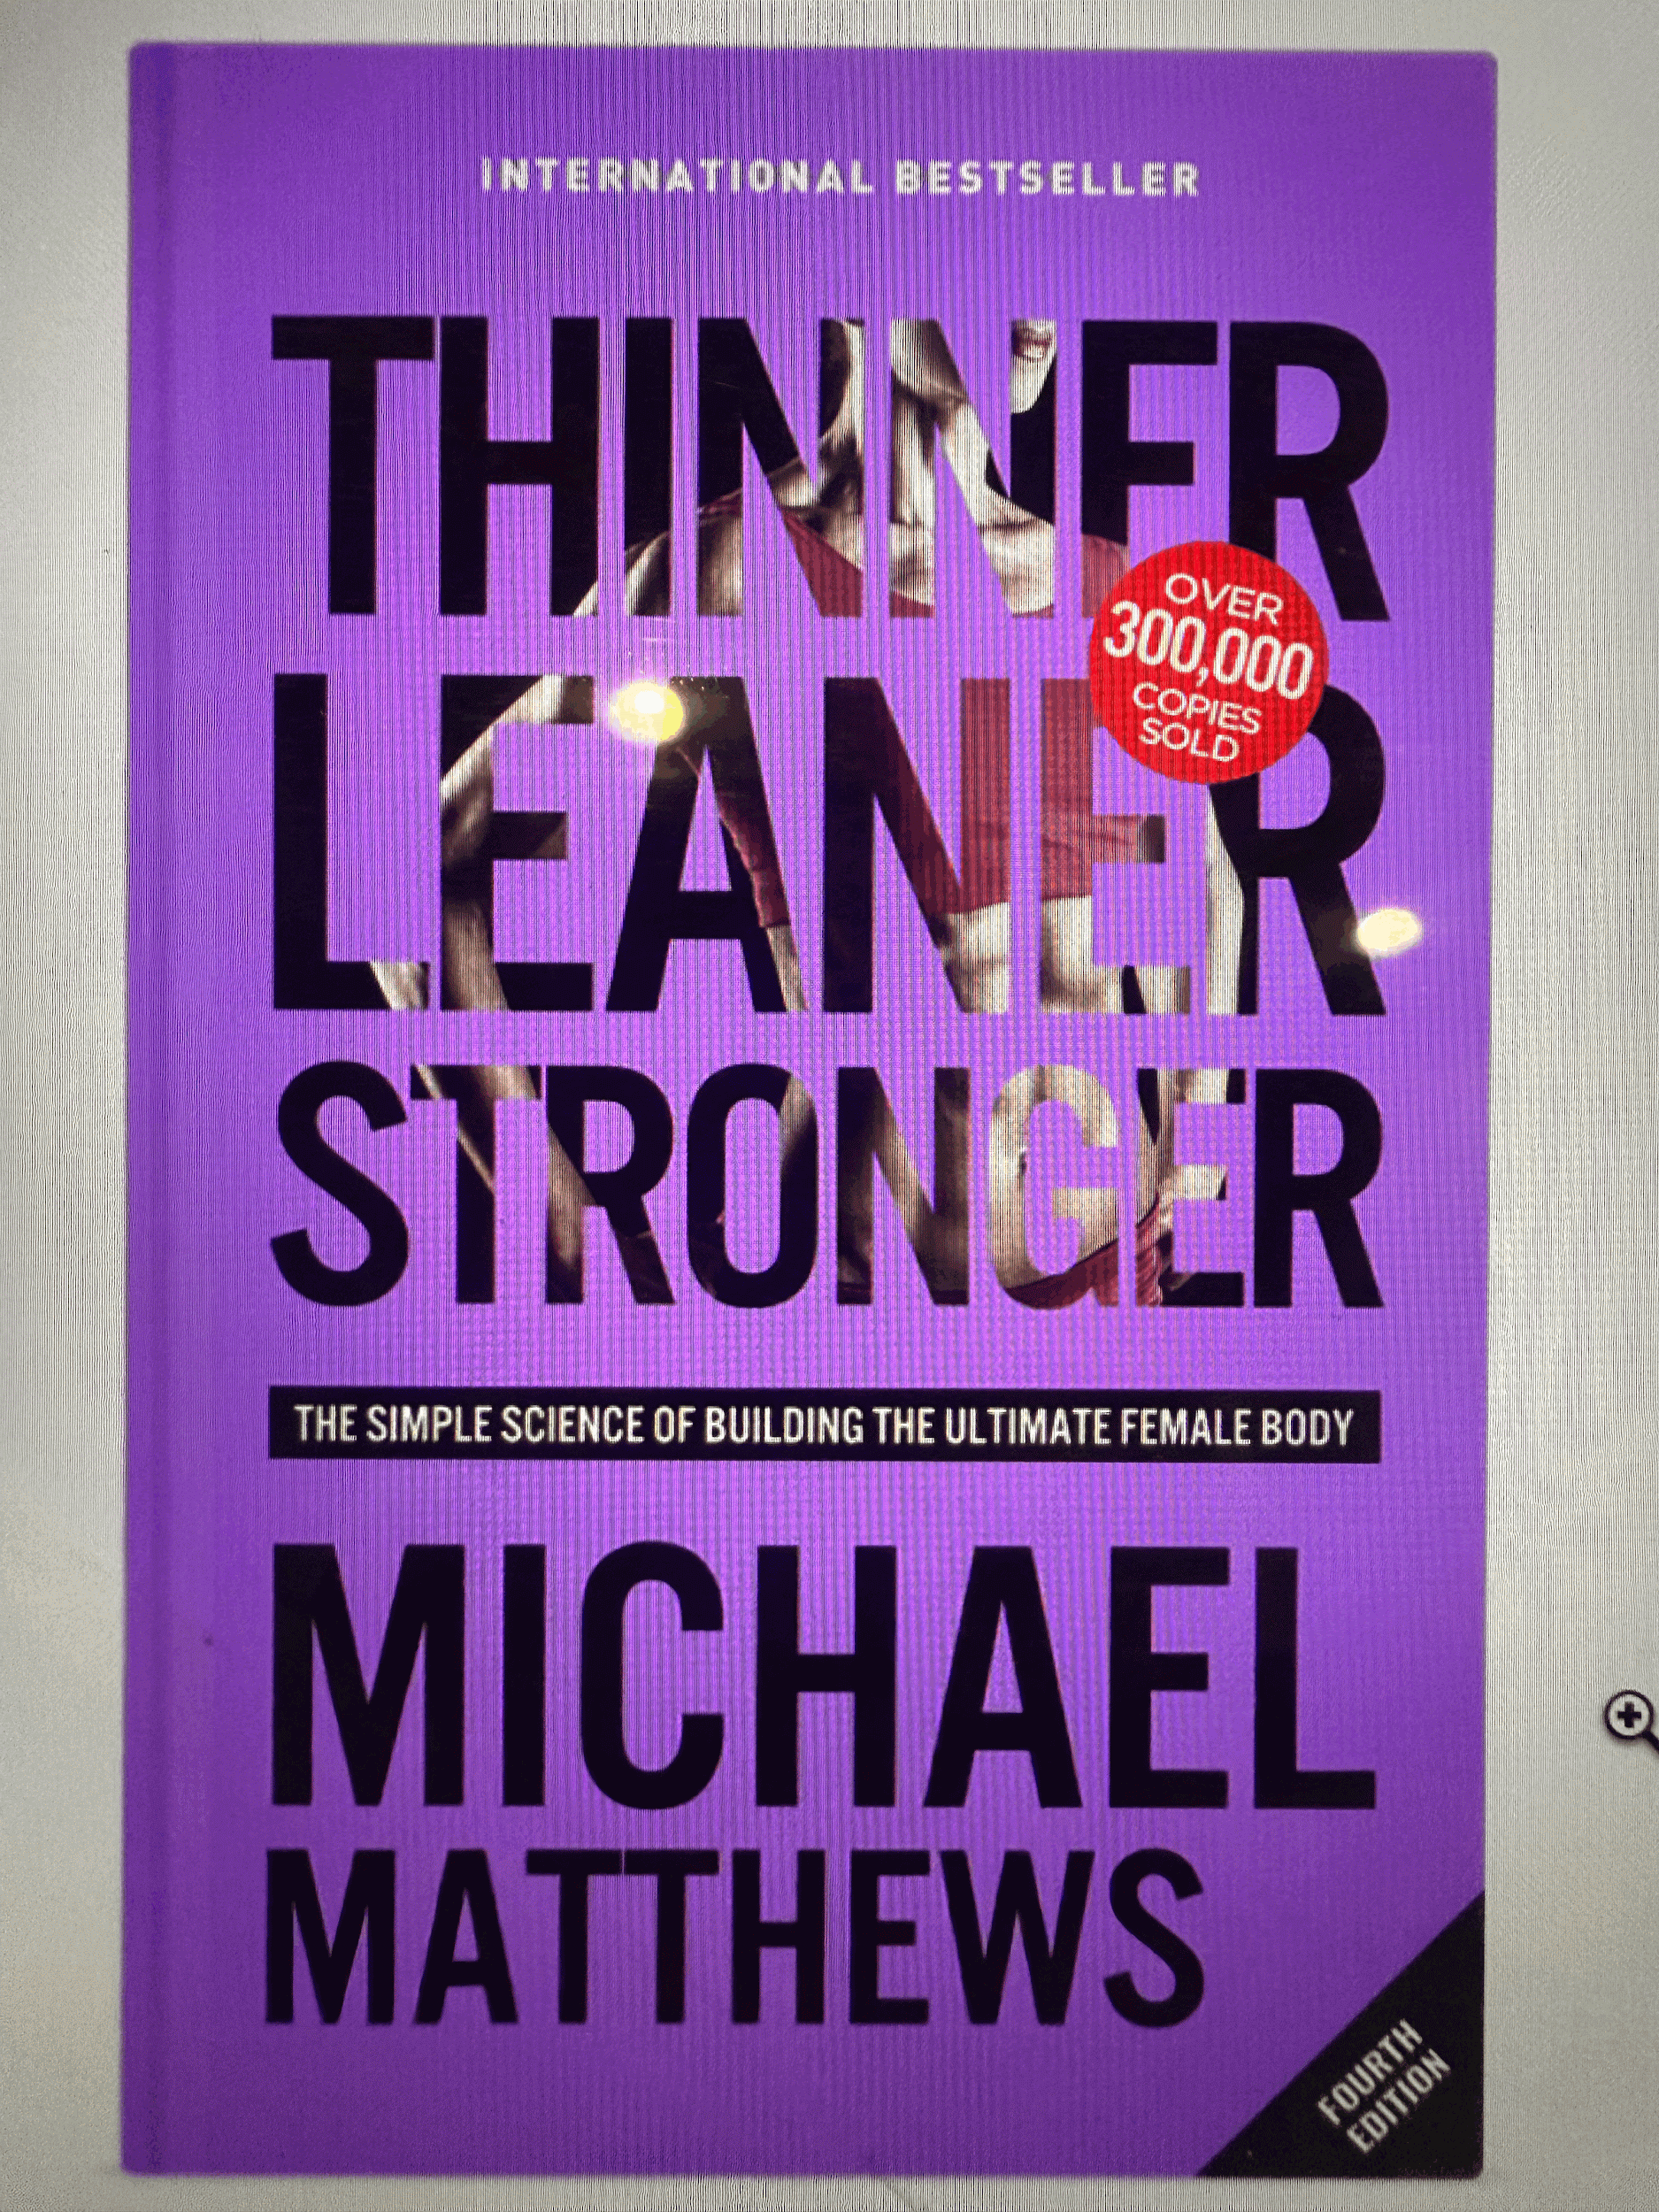 INTERNATIONAL BESTSELLER
THINNER
OVER
300,000
COPIES
SOLD
LEANER
STRONGER
THE SIMPLE SCIENCE OF BUILDING THE ULTIMATE FEMALE BODY
MICHAEL
MATTHEWS
FOURTH
EDITION